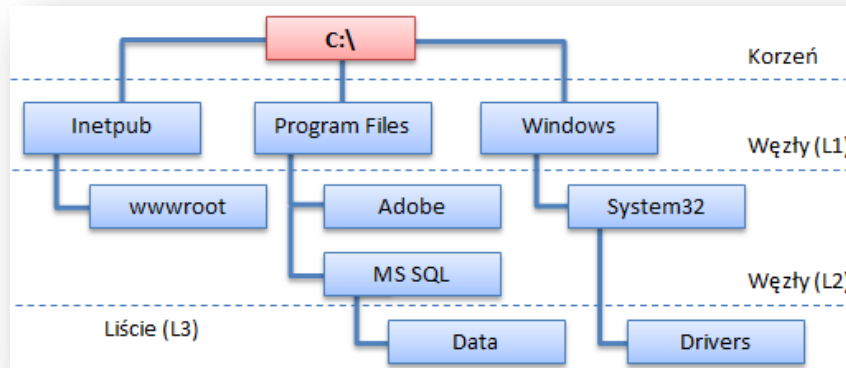 C:\
Korzeń
Inetpub
Program Files
Windows
Węzły (L1)
wwwroot
Adobe
System32
MS SQL
Węzły (L2)
Liście (L3)
Data
Drivers